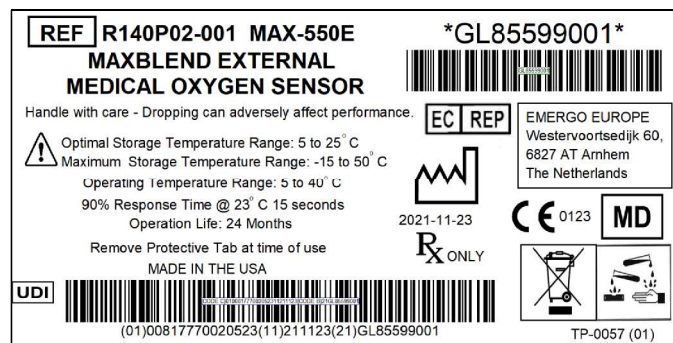 REF R140P02-001 MAX-550E
MAXBLEND EXTERNAL
MEDICAL OXYGEN SENSOR
Handle with care - Dropping can adversely affect performance.
Optimal Storage Temperature Range: 5 to 25° C
Maximum Storage Temperature Range: -15 to 50° C
Operating Temperature Range: 5 to 40° C
90% Response Time @ 23° C 15 seconds
Operation Life: 24 Months
Remove Protective Tab at time of use
MADE IN THE USA
*GL85599001*
GL85599001
EC REP
EMERGO EUROPE
Westervoortsedijk 60,
6827 AT Arnhem
The Netherlands
2021-11-23
Rx ONLY
CE 0123
MD
UDI
(01)00817770020523(11)211123(21)GL85599001
TP-0057 (01)